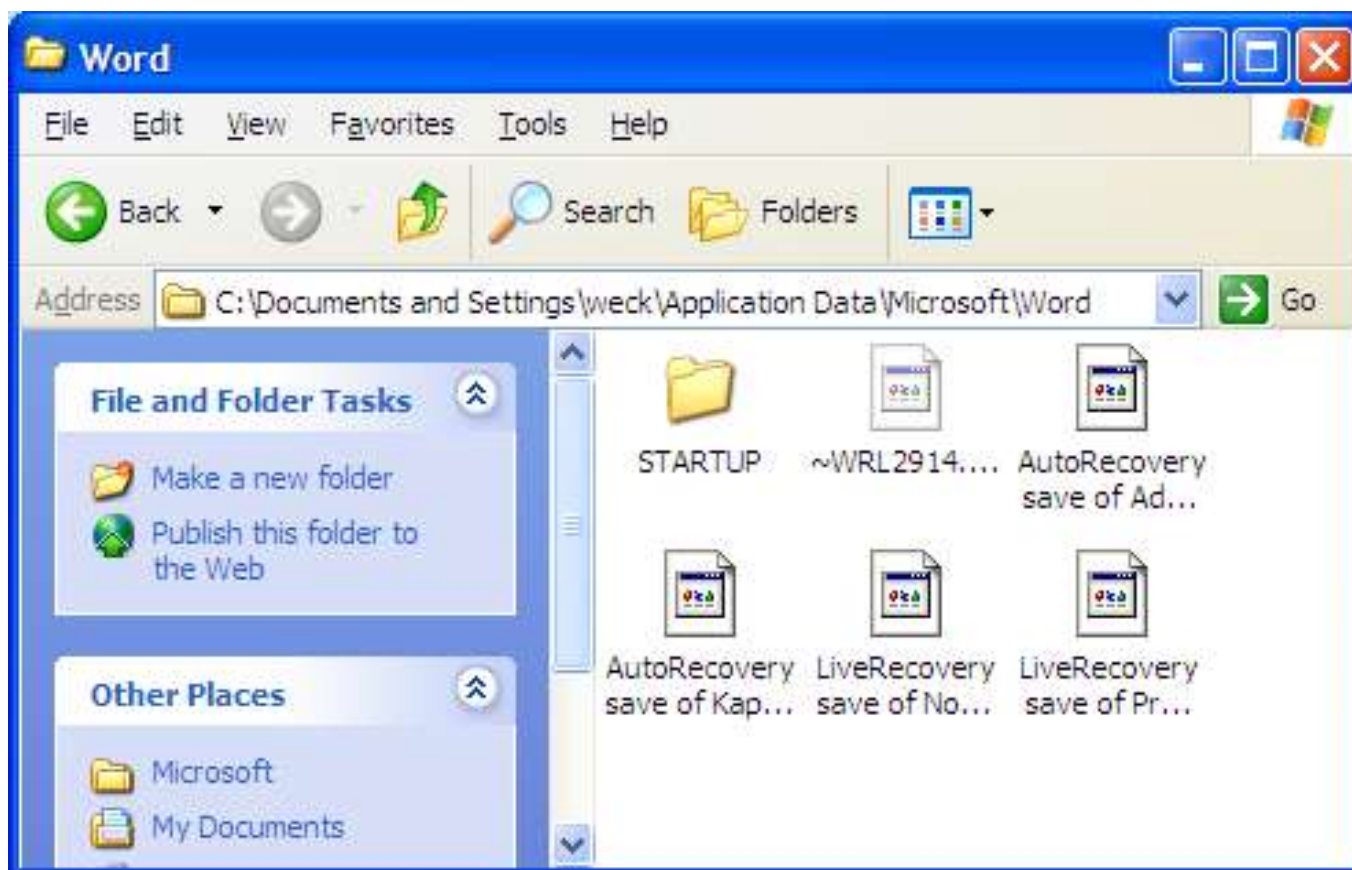 Word
File Edit View Favorites Tools Help
Back Search Folders
Address C:\Documents and Settings\weck\Application Data\Microsoft\Word Go
File and Folder Tasks
Make a new folder
Publish this folder to
the Web
Other Places
Microsoft
My Documents
STARTUP ~WRL2914.... AutoRecovery
save of Ad...
AutoRecovery LiveRecovery LiveRecovery
save of Kap... save of No... save of Pr...